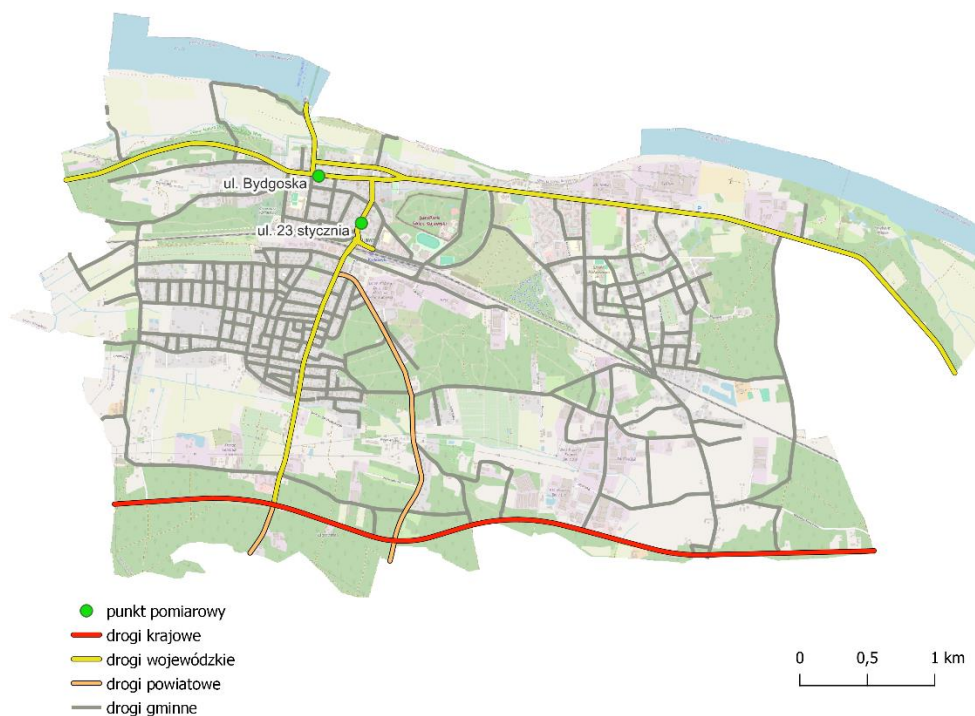 ul. Bydgoska
ul. 23 stycznia
punkt pomiarowy
drogi krajowe
drogi wojewódzkie
drogi powiatowe
drogi gminne
0 0,5 1 km